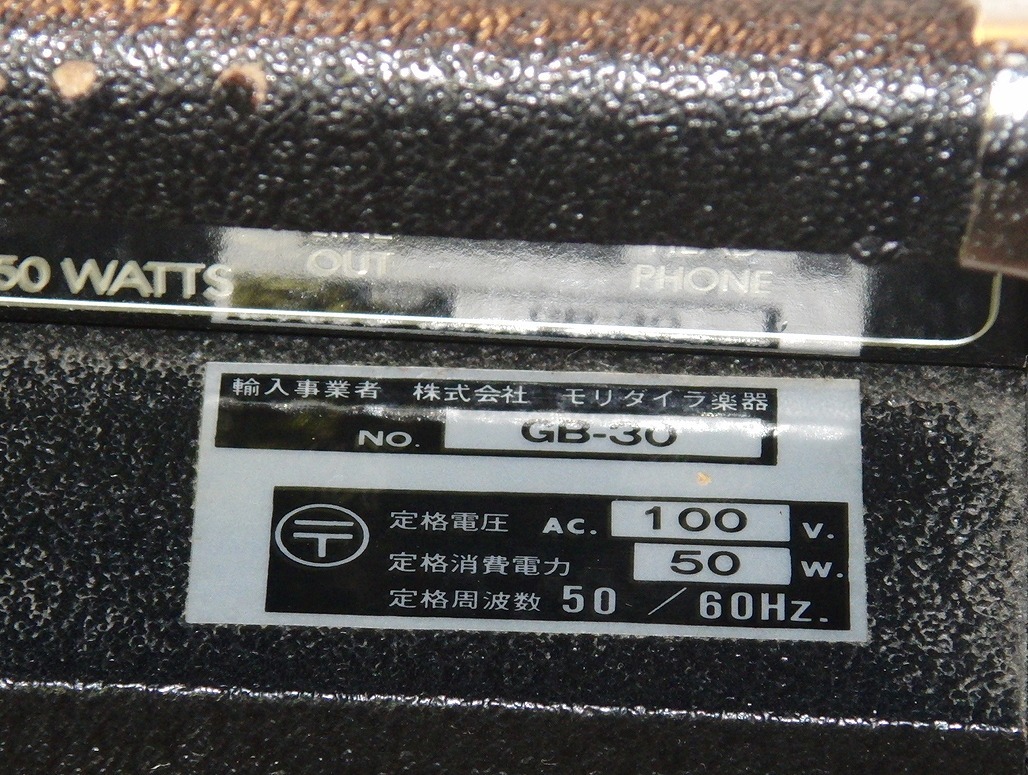 50 WATTS
LINE OUT
HEAD PHONE
輸入事業者 株式会社 モリダイラ楽器
NO. GB-30
〒 定格電圧 AC. 100 V.
定格消費電力 50 W.
定格周波数 50 / 60Hz.